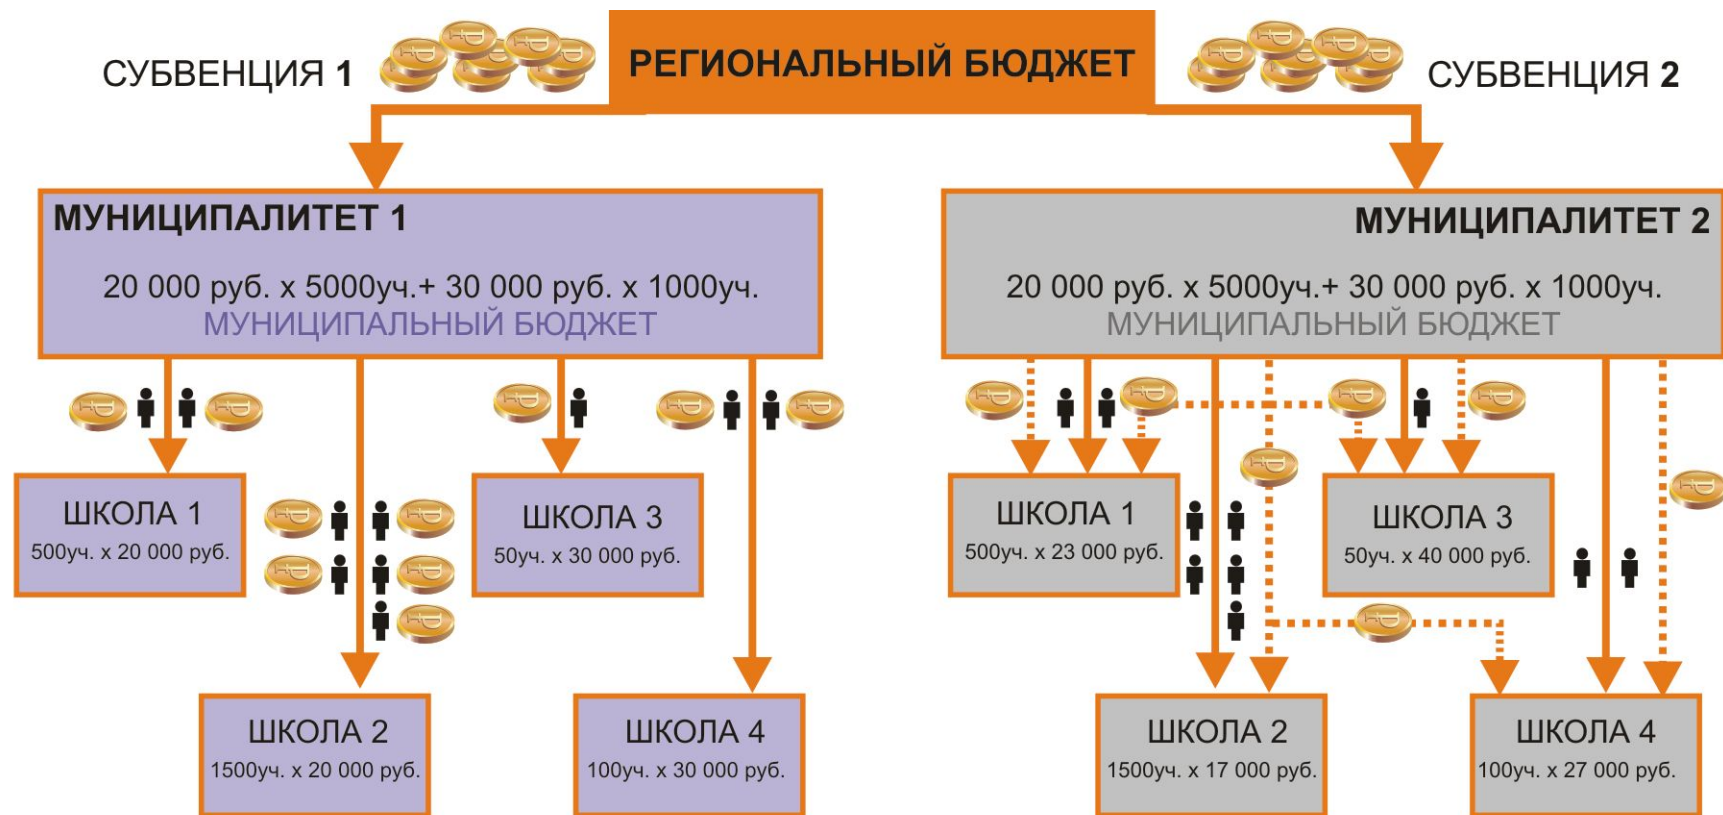 СУБВЕНЦИЯ 1
РЕГИОНАЛЬНЫЙ БЮДЖЕТ
СУБВЕНЦИЯ 2
МУНИЦИПАЛИТЕТ 1
20 000 руб. х 5000уч.+ 30 000 руб. х 1000уч.
МУНИЦИПАЛЬНЫЙ БЮДЖЕТ
МУНИЦИПАЛИТЕТ 2
20 000 руб. х 5000уч.+ 30 000 руб. х 1000уч.
МУНИЦИПАЛЬНЫЙ БЮДЖЕТ
ШКОЛА 1
500уч. х 20 000 руб.
ШКОЛА 3
50уч. х 30 000 руб.
ШКОЛА 1
500уч. х 23 000 руб.
ШКОЛА 3
50уч. х 40 000 руб.
ШКОЛА 2
1500уч. х 20 000 руб.
ШКОЛА 4
100уч. х 30 000 руб.
ШКОЛА 2
1500уч. х 17 000 руб.
ШКОЛА 4
100уч. х 27 000 руб.